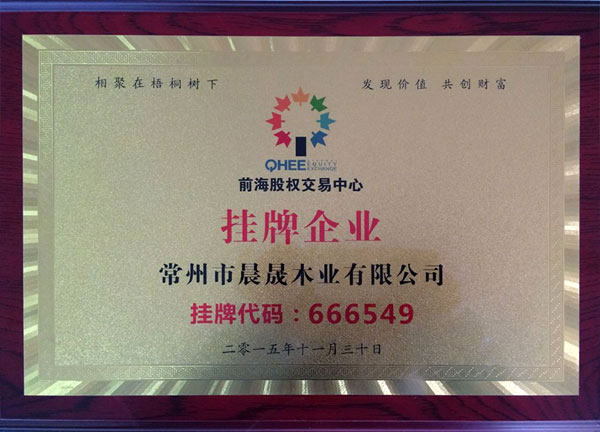 相聚在梧桐树下
发现价值 共创财富
QHEE EQUITY EXCHANGE
前海股权交易中心
挂牌企业
常州市晨晟木业有限公司
挂牌代码：666549
二零一五年十一月三十日